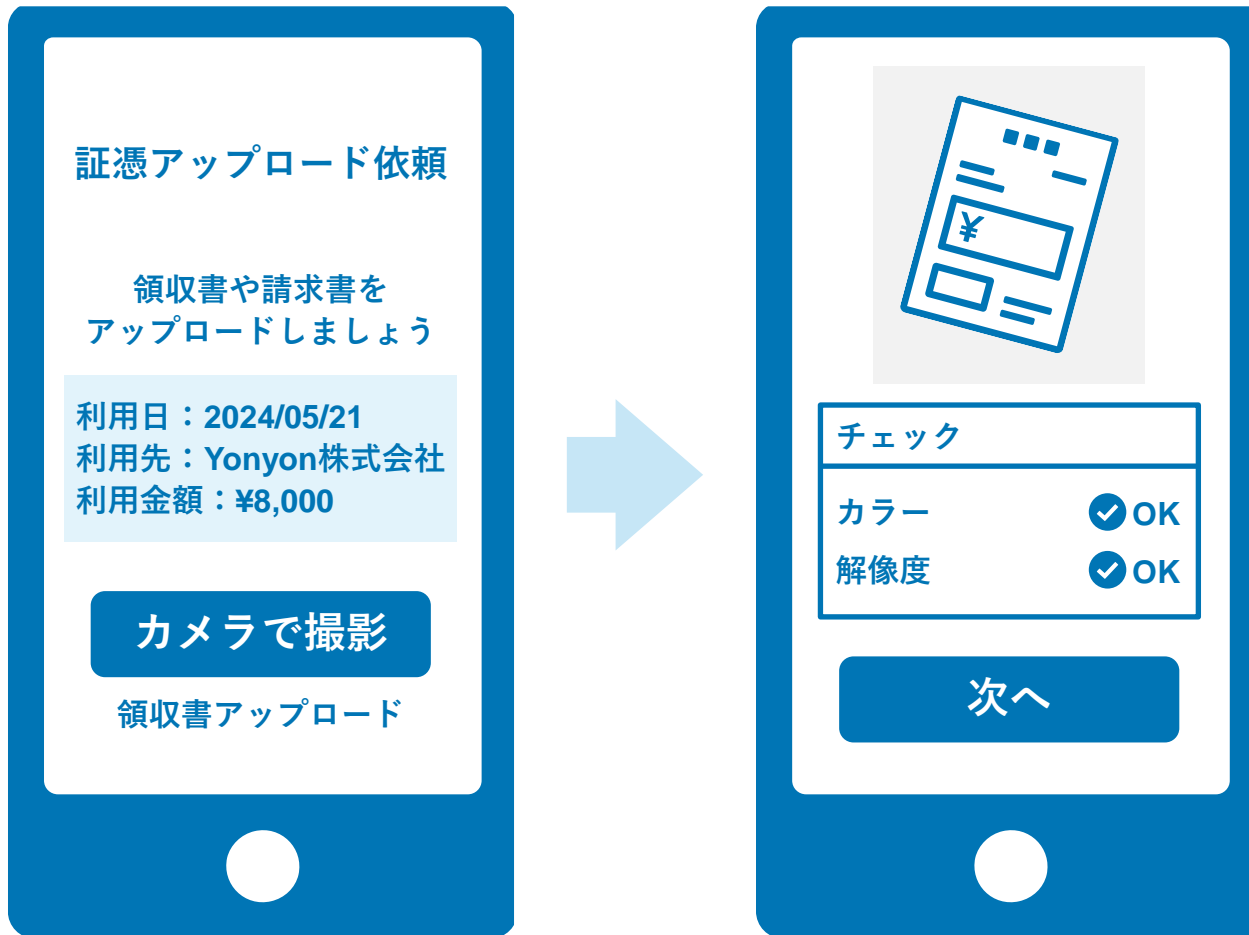 証憑アップロード依頼
領収書や請求書を
アップロードしましょう
利用日：2024/05/21
利用先：Yonyon株式会社
利用金額：¥8,000
カメラで撮影
領収書アップロード
¥
チェック
カラー OK
解像度 OK
次へ